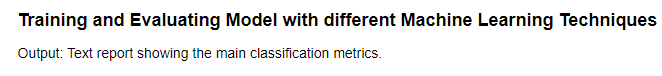 Training and Evaluating Model with different Machine Learning Techniques
Output: Text report showing the main classification metrics.